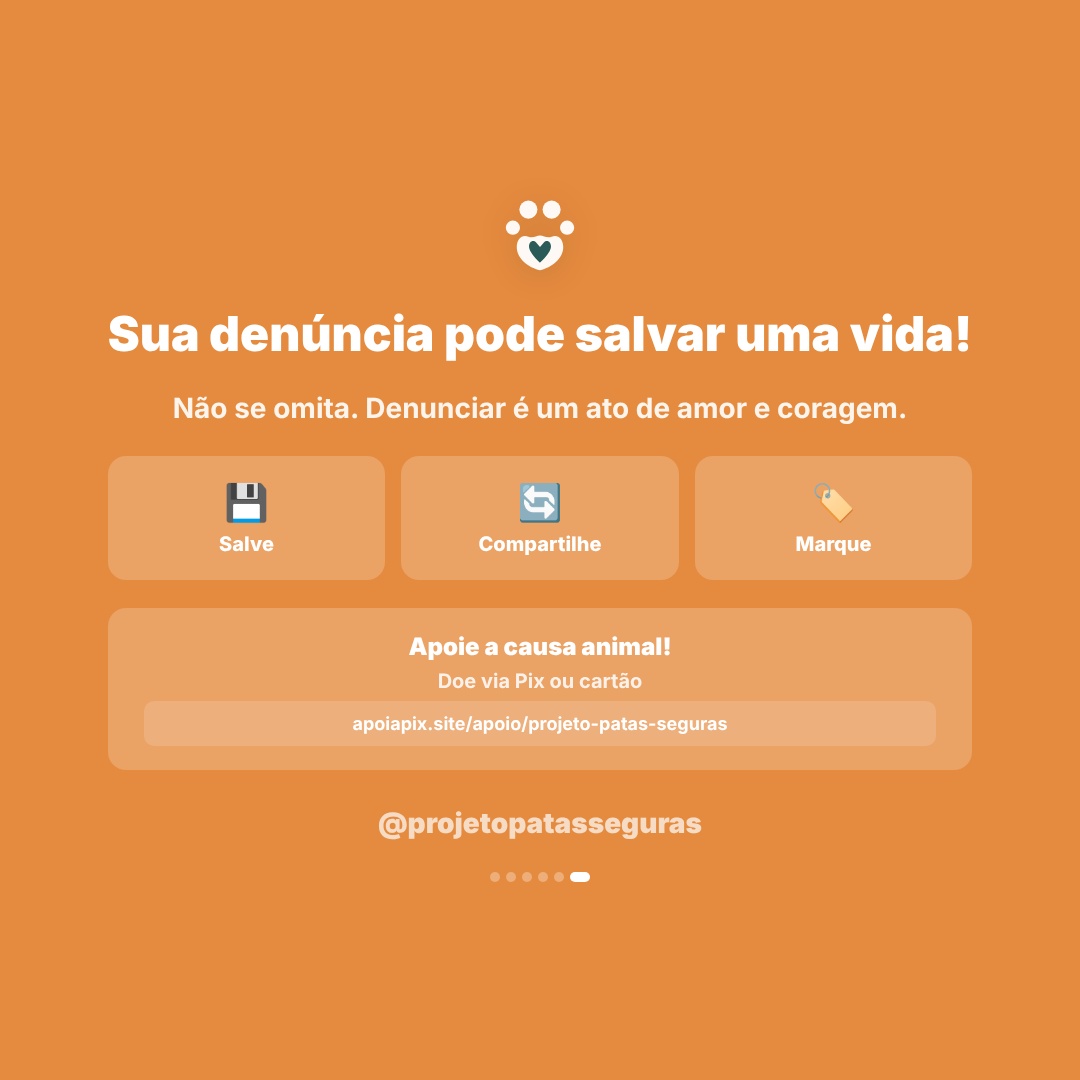 Sua denúncia pode salvar uma vida!
Não se omita. Denunciar é um ato de amor e coragem.
Salve
Compartilhe
Marque
Apoie a causa animal!
Doe via Pix ou cartão
apoiapix.site/apoio/projeto-patas-seguras
@projetopatasseguras